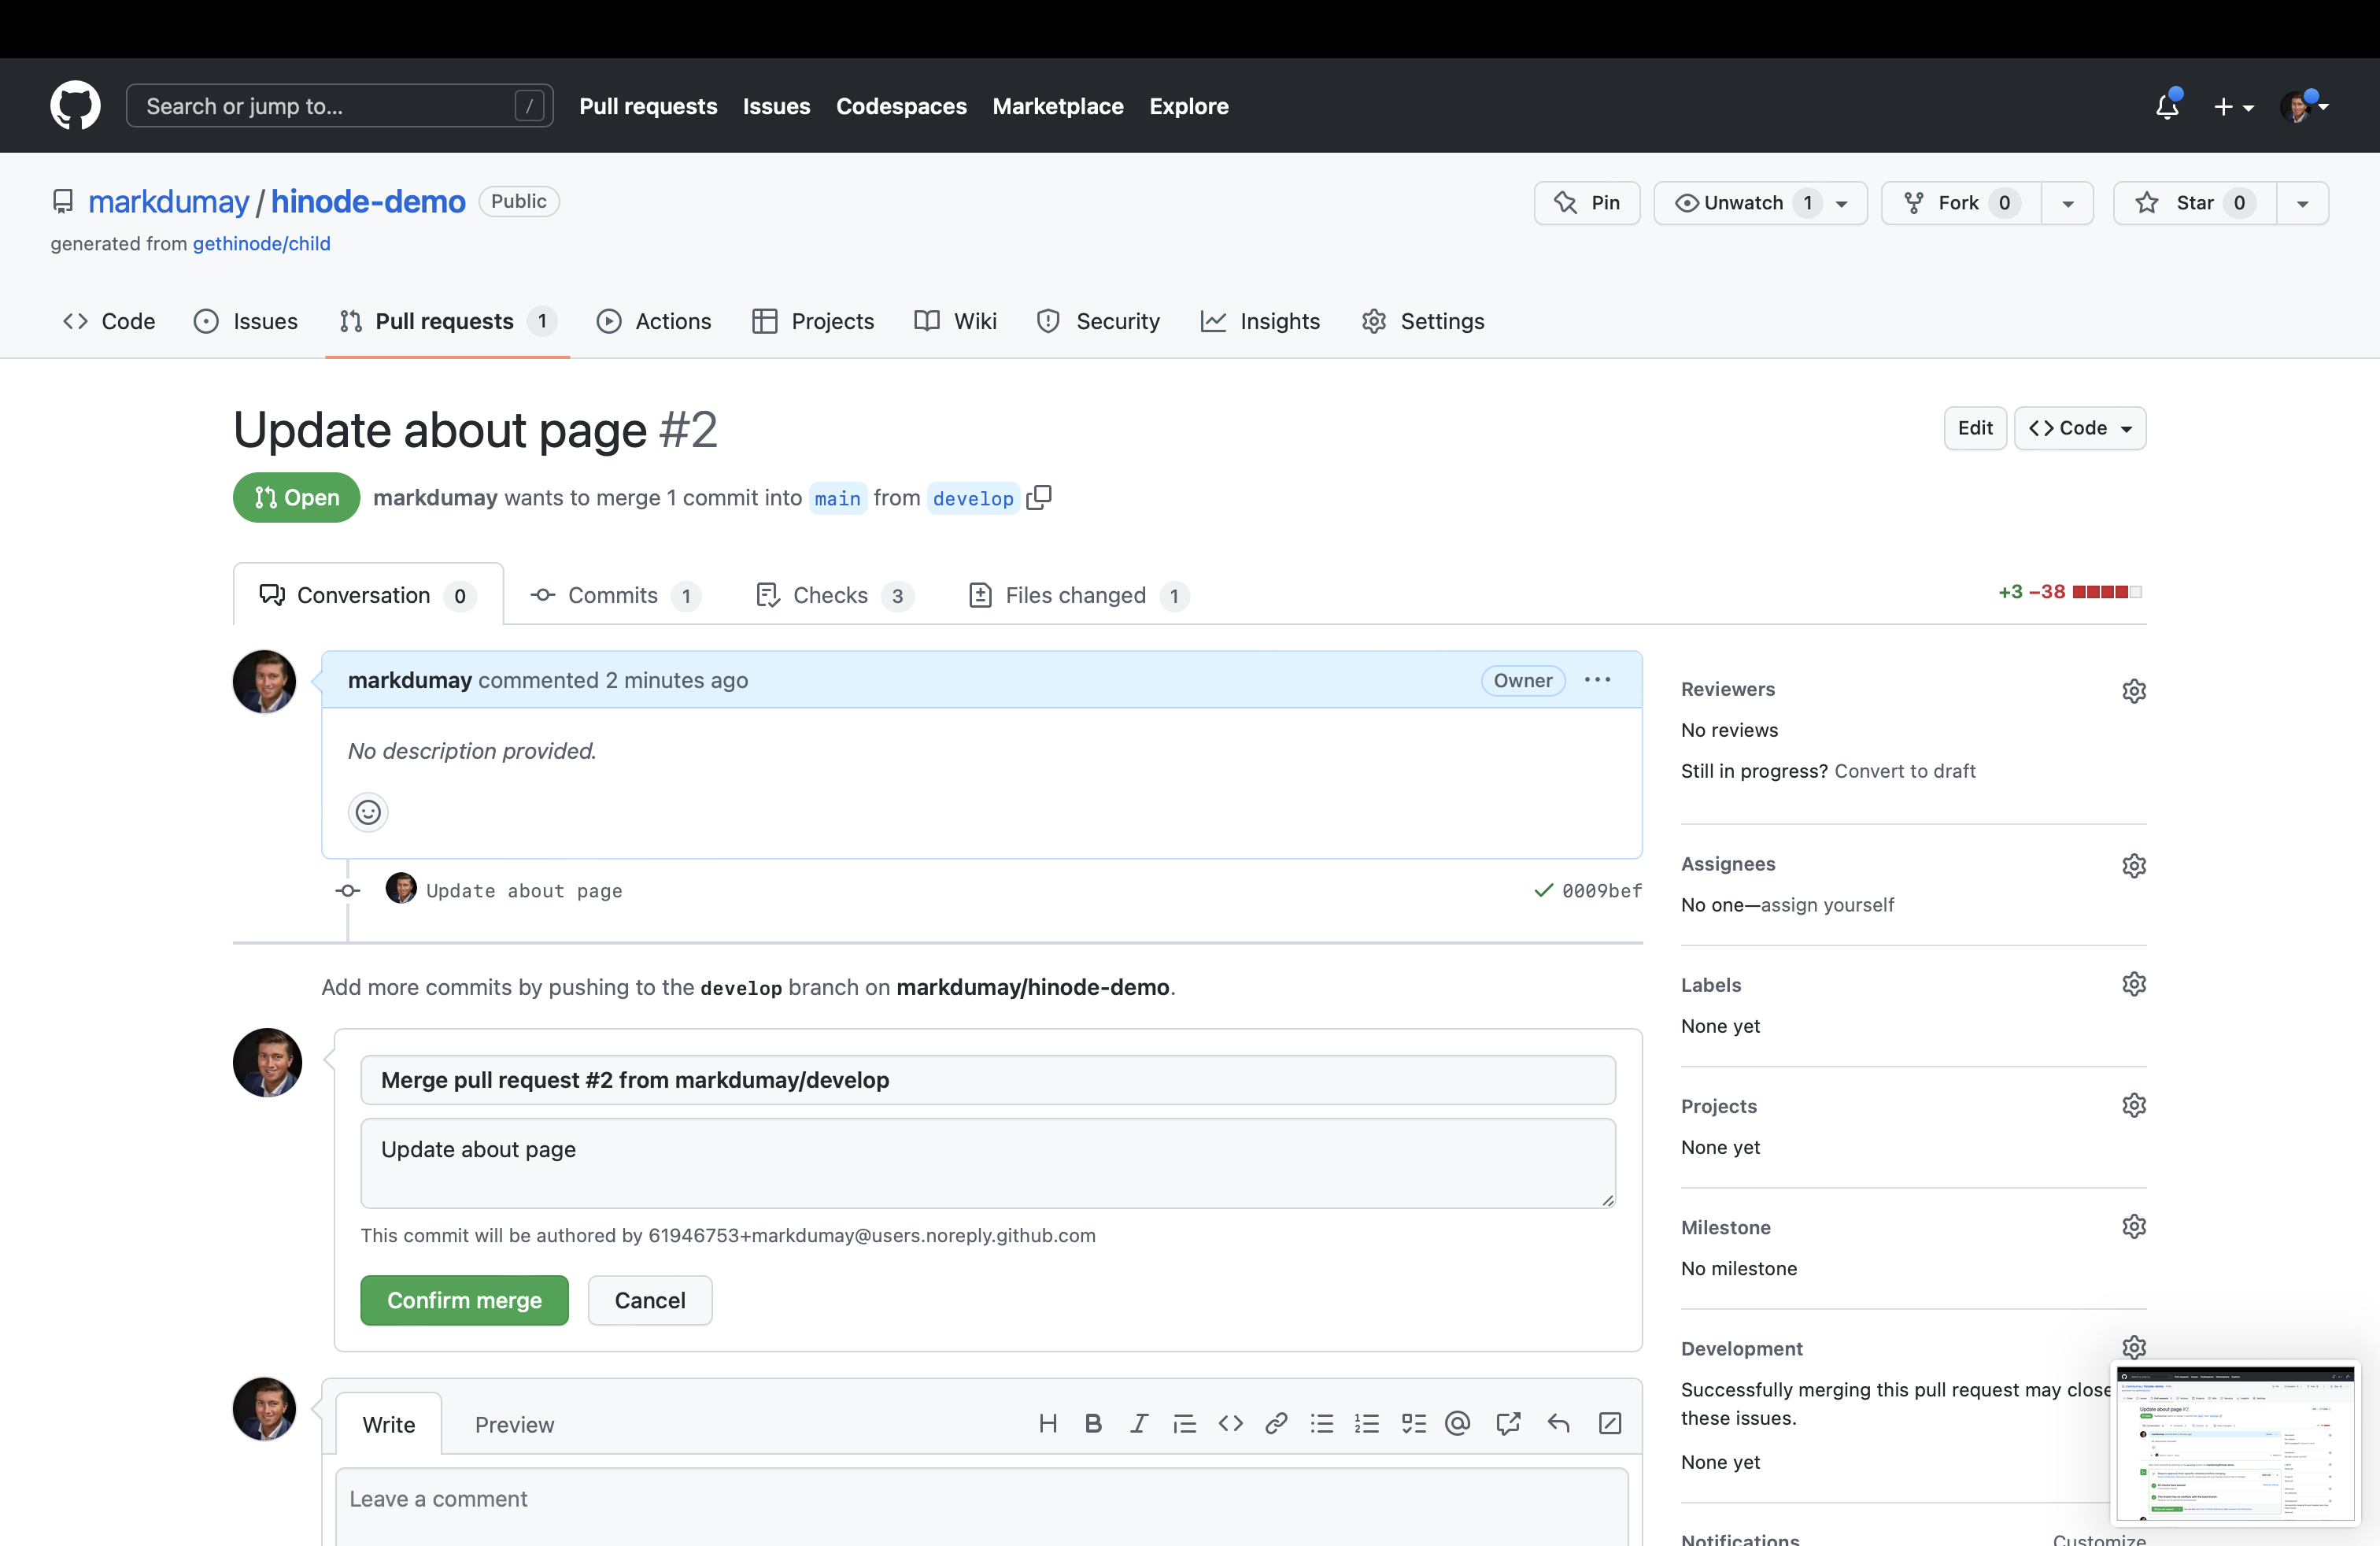 Search or jump to... /
Pull requests Issues Codespaces Marketplace Explore
markdumay / hinode-demo Public
Pin Unwatch 1 Fork 0 Star 0
generated from gethinode/child
Code Issues Pull requests 1 Actions Projects Wiki Security Insights Settings
Update about page #2
Edit Code
Open markdumay wants to merge 1 commit into main from develop
Conversation 0 Commits 1 Checks 3 Files changed 1
+3 −38
markdumay commented 2 minutes ago Owner
No description provided.
Update about page 0009bef
Add more commits by pushing to the develop branch on markdumay/hinode-demo.
Merge pull request #2 from markdumay/develop
Update about page
This commit will be authored by 61946753+markdumay@users.noreply.github.com
Confirm merge Cancel
Write Preview
Leave a comment
Reviewers
No reviews
Still in progress? Convert to draft
Assignees
No one—assign yourself
Labels
None yet
Projects
None yet
Milestone
No milestone
Development
Successfully merging this pull request may close
these issues.
None yet
Notifications Customize
Update about page #2